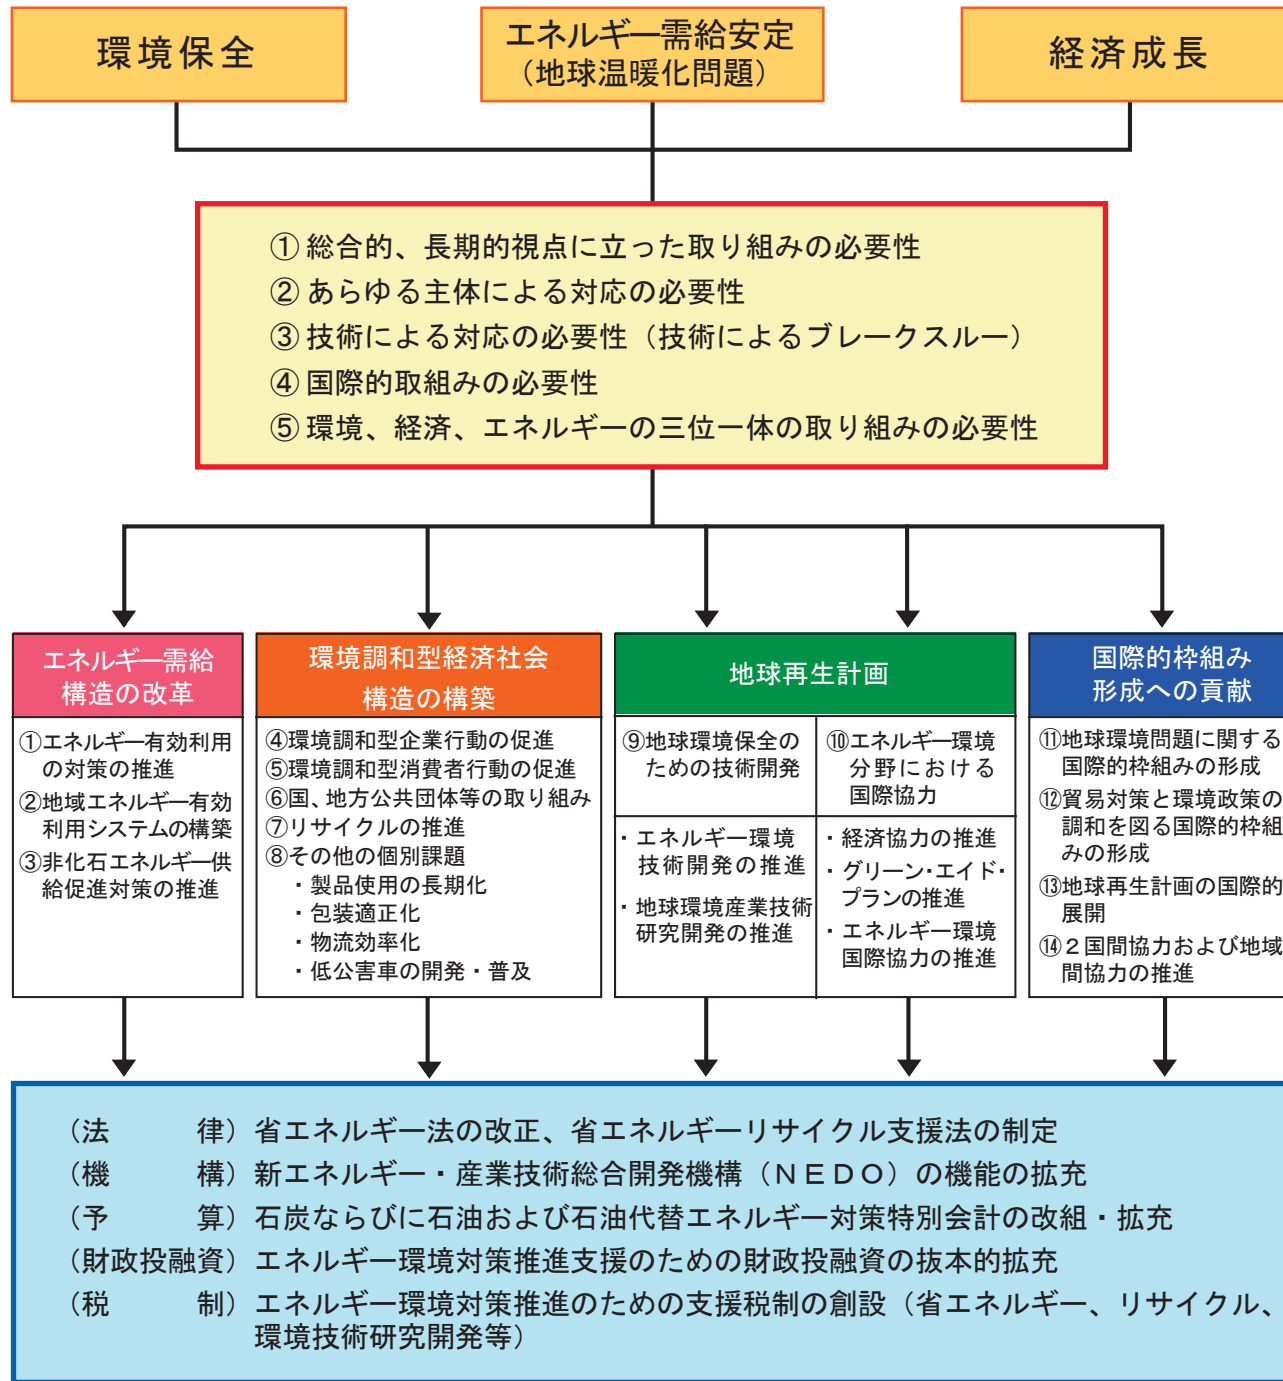 環境保全
エネルギー需給安定
（地球温暖化問題）
経済成長
① 総合的、長期的視点に立った取り組みの必要性
② あらゆる主体による対応の必要性
③ 技術による対応の必要性（技術によるブレークスルー）
④ 国際的取組みの必要性
⑤ 環境、経済、エネルギーの三位一体の取り組みの必要性
エネルギー需給
構造の改革
①エネルギー有効利用
の対策の推進
②地域エネルギー有効
利用システムの構築
③非化石エネルギー供
給促進対策の推進
環境調和型経済社会
構造の構築
④環境調和型企業行動の促進
⑤環境調和型消費者行動の促進
⑥国、地方公共団体等の取り組み
⑦リサイクルの推進
⑧その他の個別課題
・製品使用の長期化
・包装適正化
・物流効率化
・低公害車の開発・普及
地球再生計画
⑨地球環境保全の
ための技術開発
・エネルギー環境
技術開発の推進
・地球環境産業技術
研究開発の推進
⑩エネルギー環境
分野における
国際協力
・経済協力の推進
・グリーン・エイド・
プランの推進
・エネルギー環境
国際協力の推進
国際的枠組み
形成への貢献
⑪地球環境問題に関する
国際的枠組みの形成
⑫貿易対策と環境政策の
調和を図る国際的枠組
みの形成
⑬地球再生計画の国際的
展開
⑭２国間協力および地域
間協力の推進
（法　　律）省エネルギー法の改正、省エネルギーリサイクル支援法の制定
（機　　構）新エネルギー・産業技術総合開発機構（ＮＥＤＯ）の機能の拡充
（予　　算）石炭ならびに石油および石油代替エネルギー対策特別会計の改組・拡充
（財政投融資）エネルギー環境対策推進支援のための財政投融資の抜本的拡充
（税　　制）エネルギー環境対策推進のための支援税制の創設（省エネルギー、リサイクル、
環境技術研究開発等）